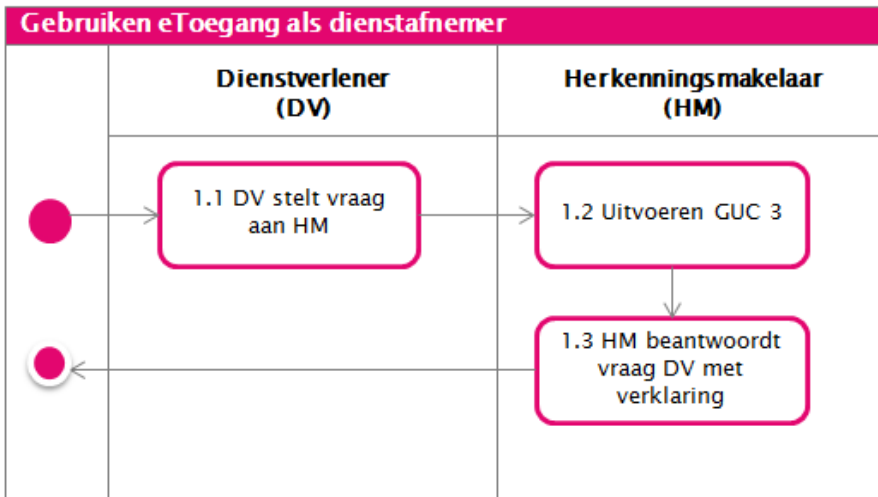 Gebruiken eToegang als dienstafnemer
Dienstverlener
(DV)
Herkenningsmakelaar
(HM)
1.1 DV stelt vraag
aan HM
1.2 Uitvoeren GUC 3
1.3 HM beantwoordt
vraag DV met
verklaring